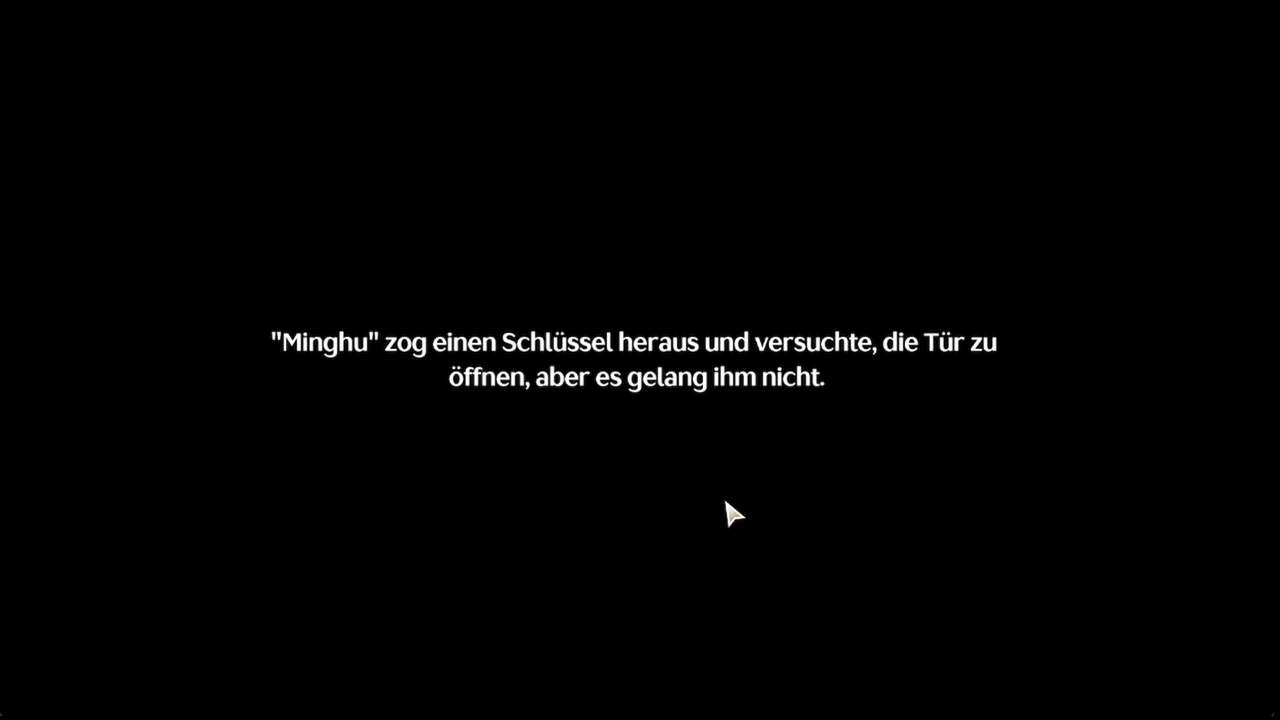 "Minghu" zog einen Schlüssel heraus und versuchte, die Tür zu
öffnen, aber es gelang ihm nicht.